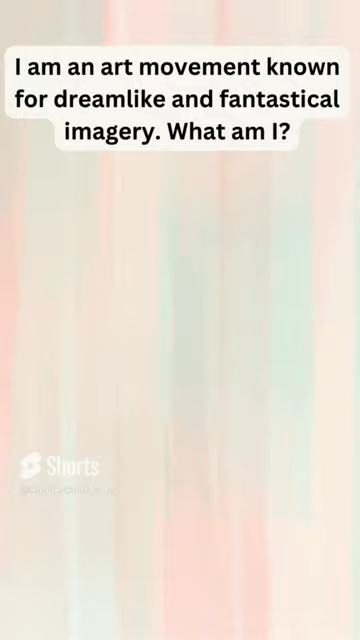 I am an art movement known
for dreamlike and fantastical
imagery. What am I?
Shorts